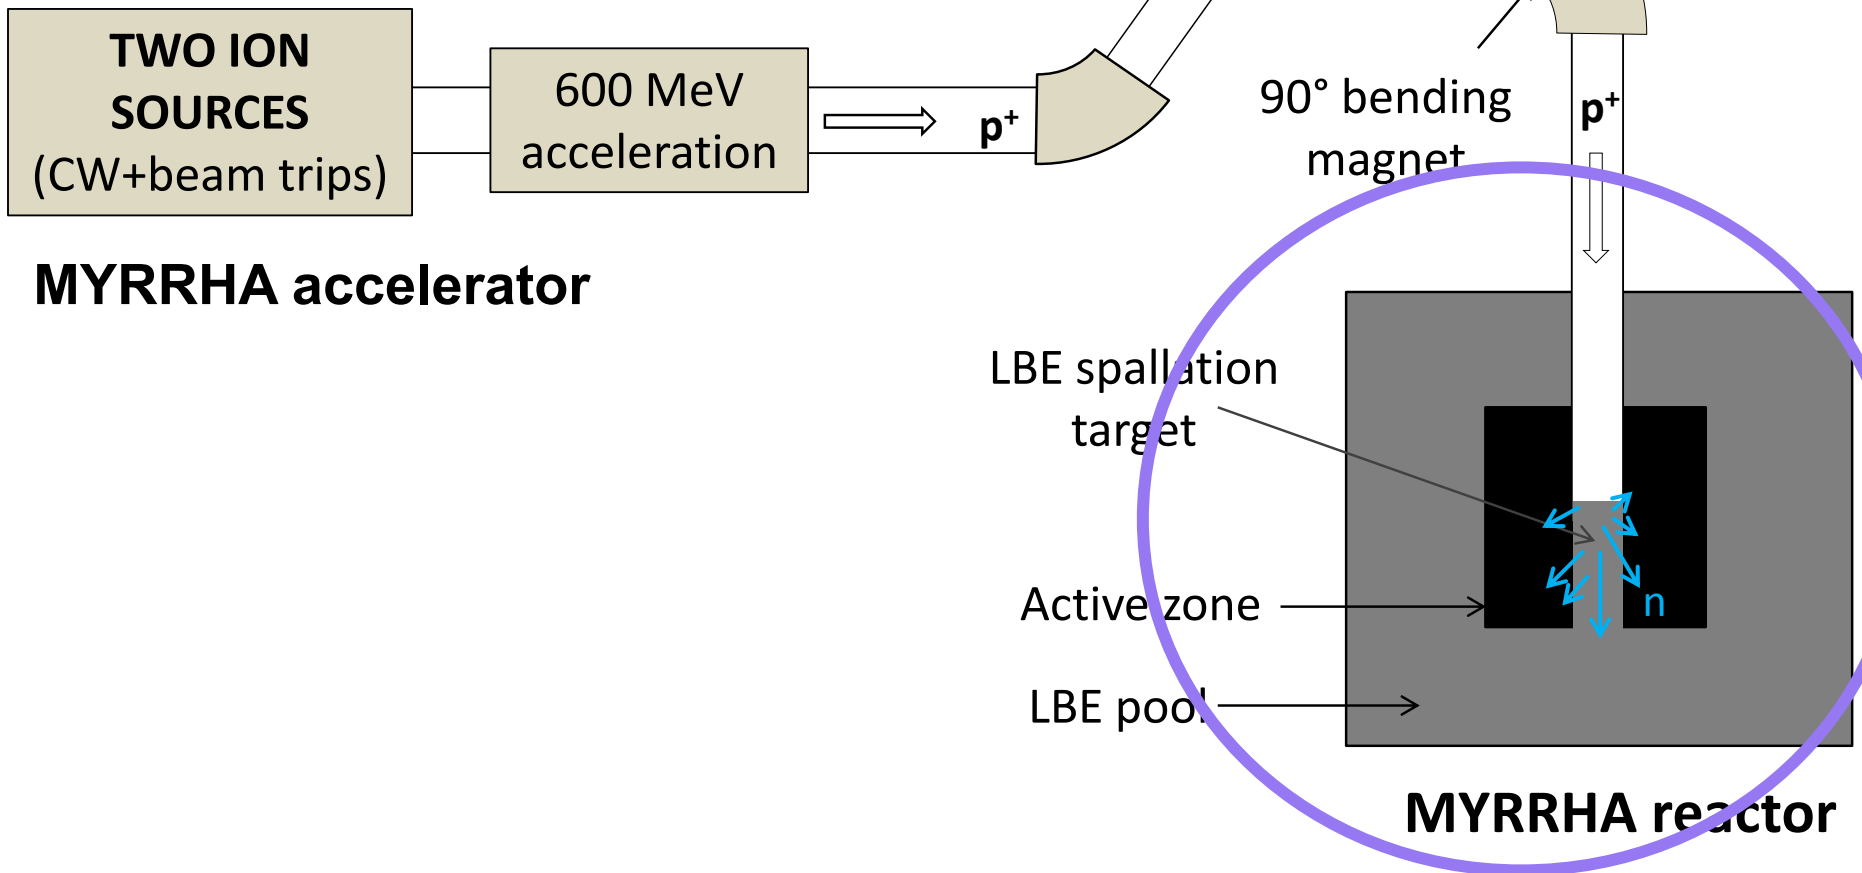 TWO ION
SOURCES
(CW+beam trips)
600 MeV
acceleration
p⁺
90° bending
magnet
p⁺
MYRRHA accelerator
LBE spallation
target
Active zone
n
LBE pool
MYRRHA reactor